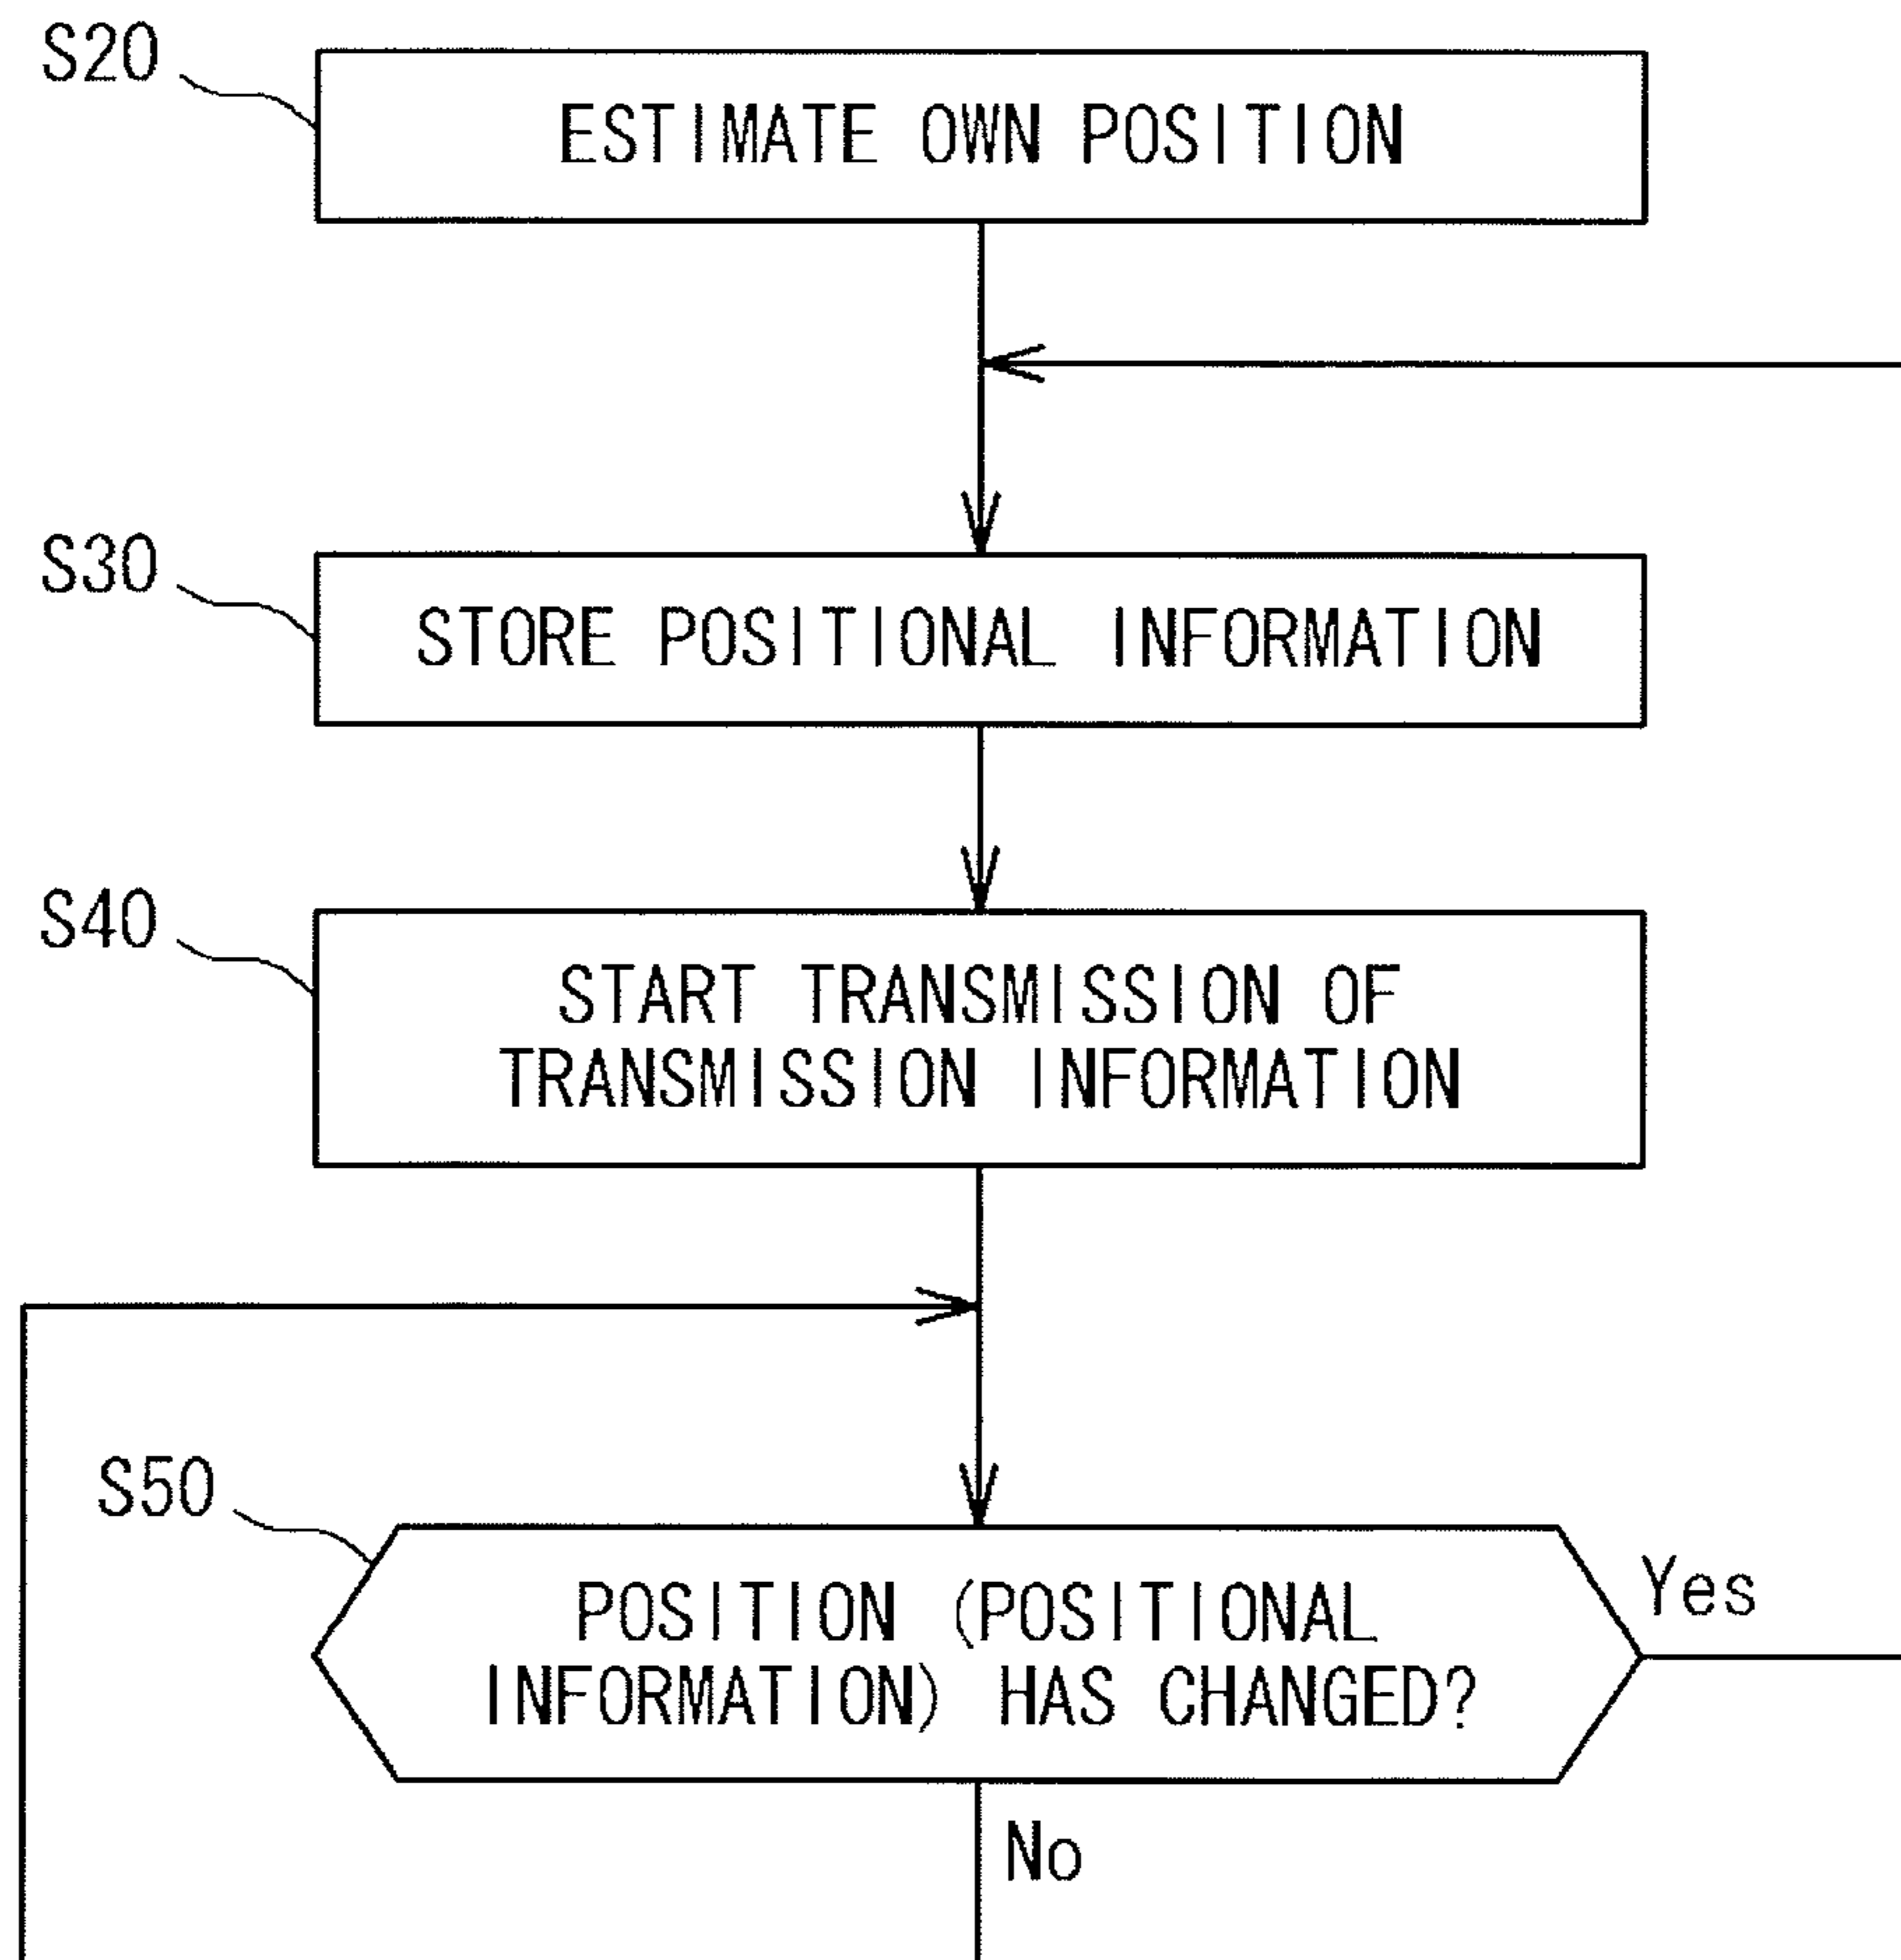 S20
ESTIMATE OWN POSITION
S30
STORE POSITIONAL INFORMATION
S40
START TRANSMISSION OF
TRANSMISSION INFORMATION
S50
POSITION (POSITIONAL
INFORMATION) HAS CHANGED?
Yes
No